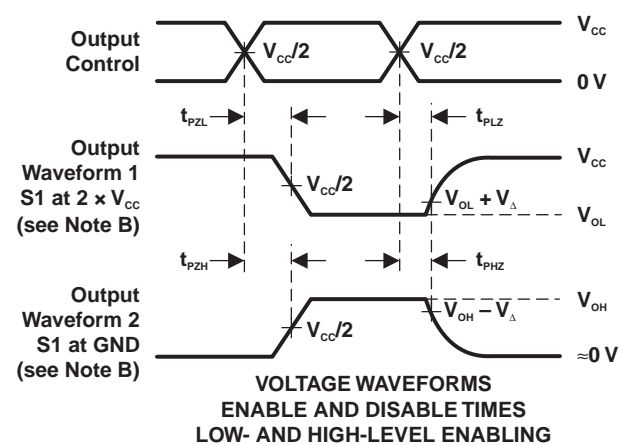 Output
Control
V_CC/2
V_CC/2
V_CC
0 V
t_PZL
t_PLZ
Output
Waveform 1
S1 at 2 × V_CC
(see Note B)
V_CC/2
V_OL + V_Δ
V_CC
V_OL
t_PZH
t_PHZ
Output
Waveform 2
S1 at GND
(see Note B)
V_CC/2
V_OH – V_Δ
V_OH
≈0 V
VOLTAGE WAVEFORMS
ENABLE AND DISABLE TIMES
LOW- AND HIGH-LEVEL ENABLING